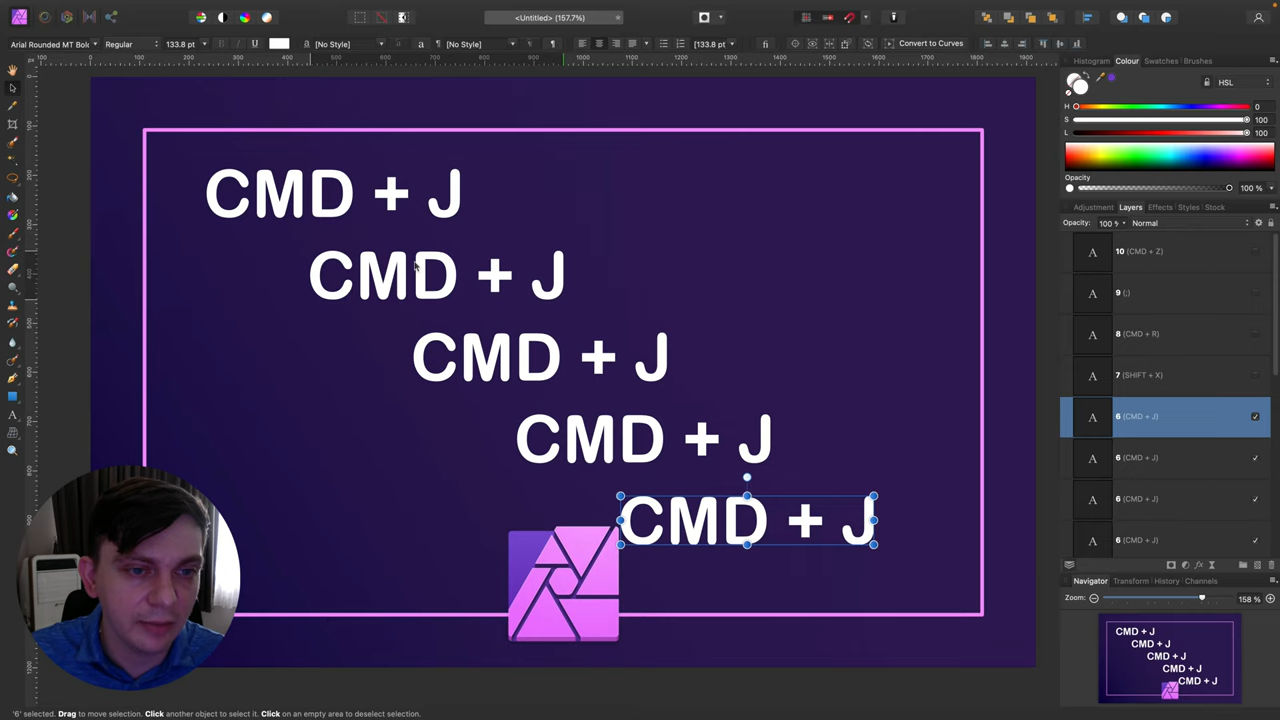 <Untitled> (157.7%)
Arial Rounded MT Bol
Regular
133.8 pt
[No Style]
[No Style]
[133.8 pt
Convert to Curves
Histogram Colour Swatches Brushes
HSL
H 0
S 100
L 100
Opacity
100 %
Adjustment Layers Effects Styles Stock
Opacity: 100 % Normal
A 10 (CMD + Z)
A 9 (;)
A 8 (CMD + R)
A 7 (SHIFT + X)
A 6 (CMD + J)
A 6 (CMD + J)
A 6 (CMD + J)
A 6 (CMD + J)
CMD + J
CMD + J
CMD + J
CMD + J
CMD + J
Navigator Transform History Channels
Zoom: 158 %
CMD + J
CMD + J
CMD + J
CMD + J
CMD + J
'6' selected. Drag to move selection. Click another object to select it. Click on an empty area to deselect selection.